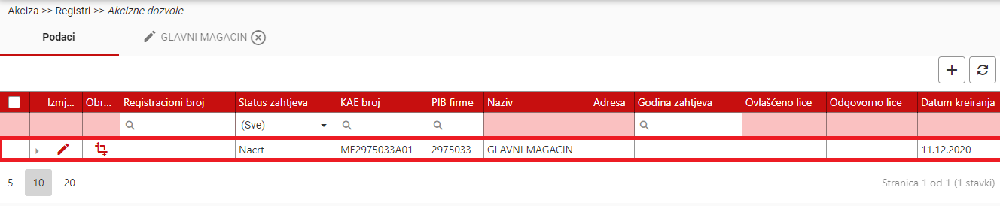 Akciza >> Registri >> Akcizne dozvole
Podaci GLAVNI MAGACIN
Izmj... Obr... Registracioni broj Status zahtjeva KAE broj PIB firme Naziv Adresa Godina zahtjeva Ovlašćeno lice Odgovorno lice Datum kreiranja
(Sve)
Nacrt ME2975033A01 2975033 GLAVNI MAGACIN 11.12.2020
5 10 20 Stranica 1 od 1 (1 stavki)